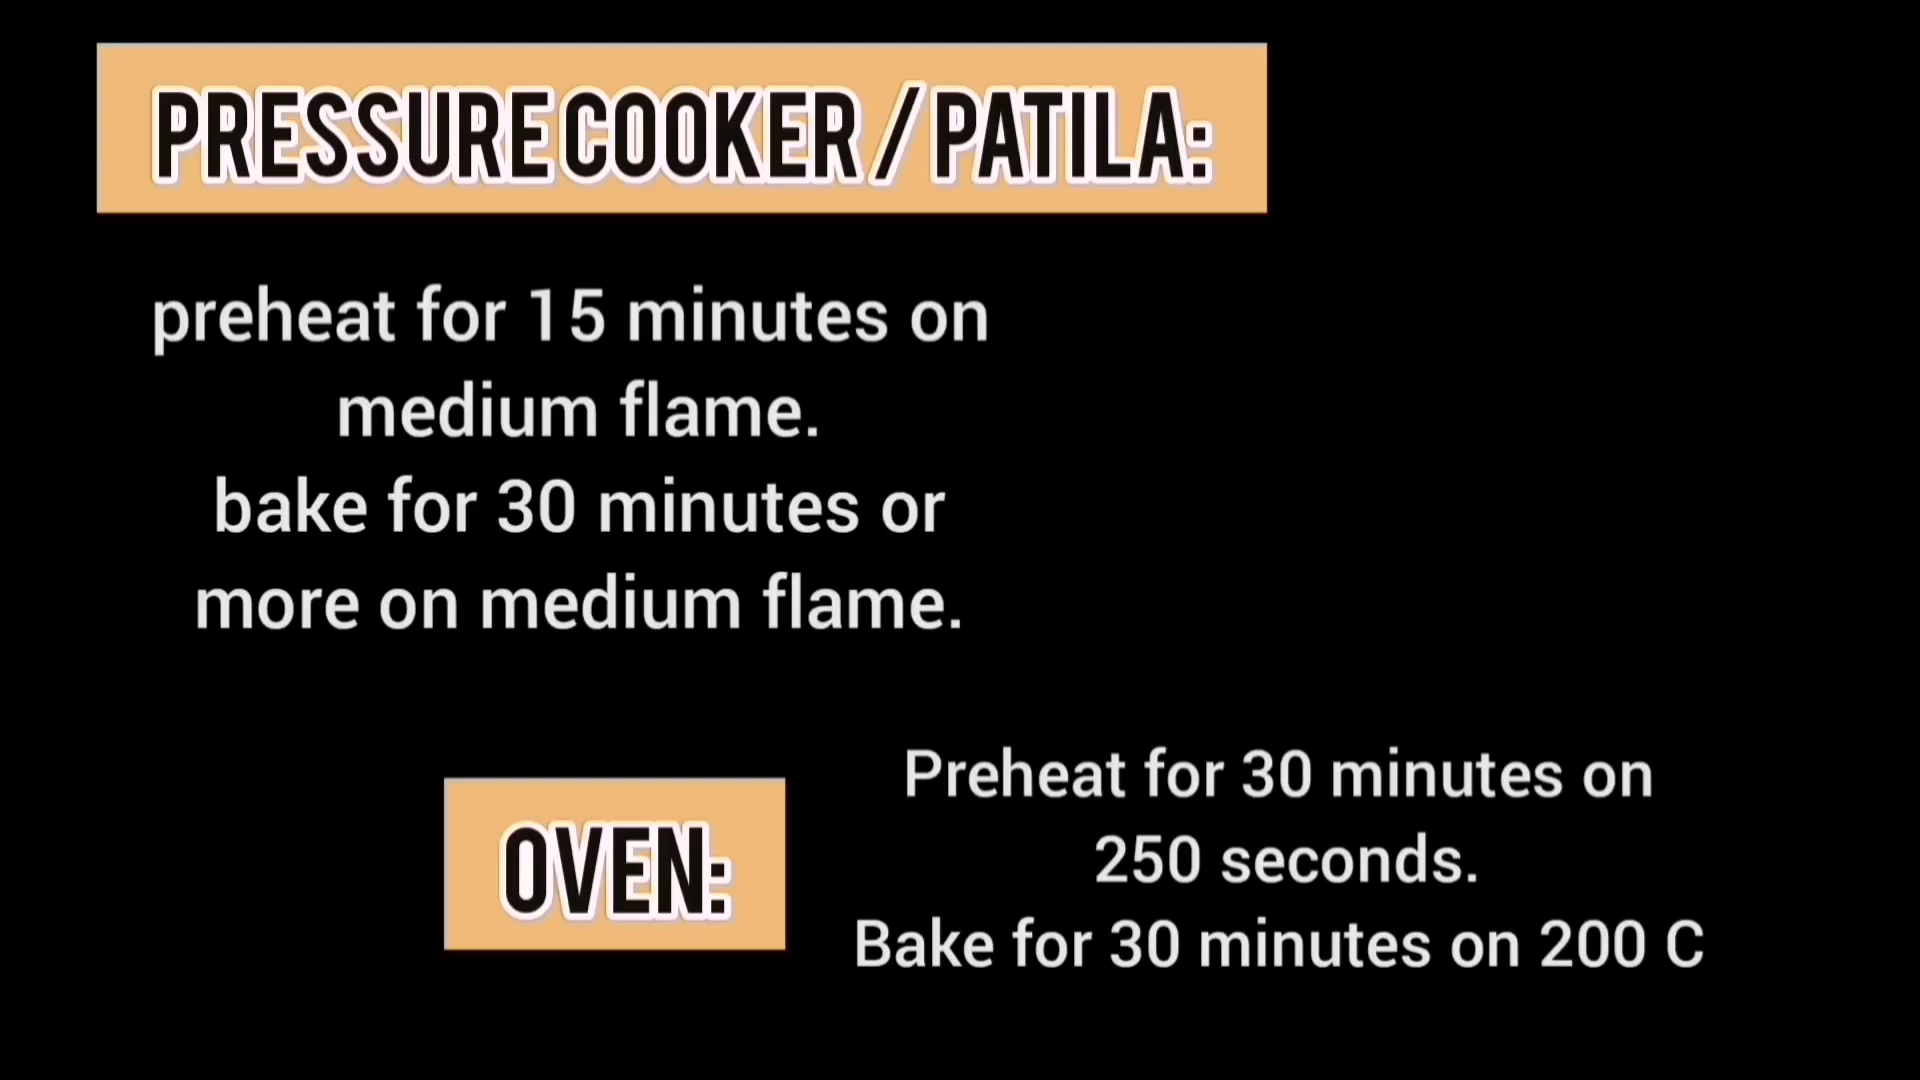 PRESSURE COOKER / PATILA:
preheat for 15 minutes on
medium flame.
bake for 30 minutes or
more on medium flame.
OVEN:
Preheat for 30 minutes on
250 seconds.
Bake for 30 minutes on 200 C